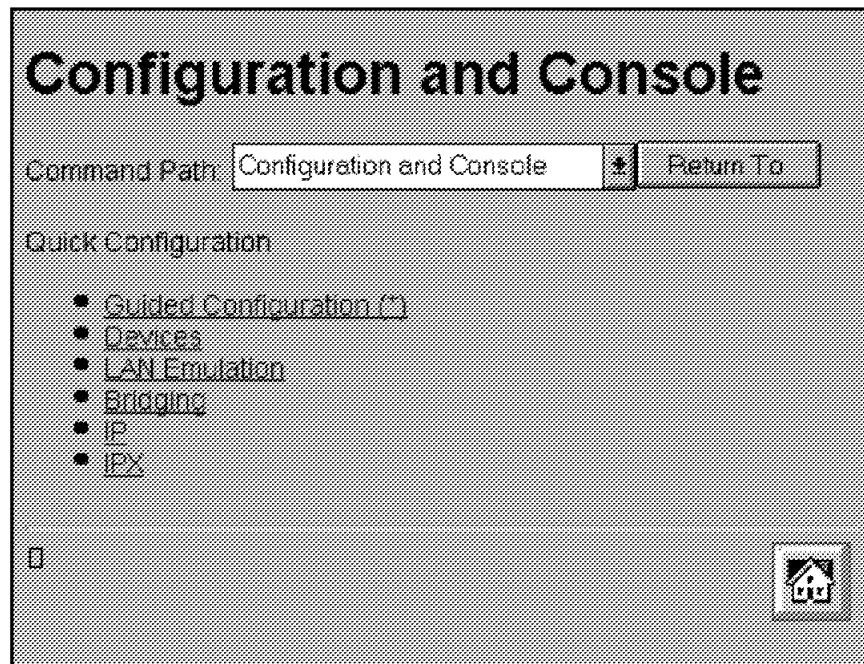 Configuration and Console
Command Path: Configuration and Console Return To
Quick Configuration
Guided Configuration (*)
Devices
LAN Emulation
Bridging
IP
IPX